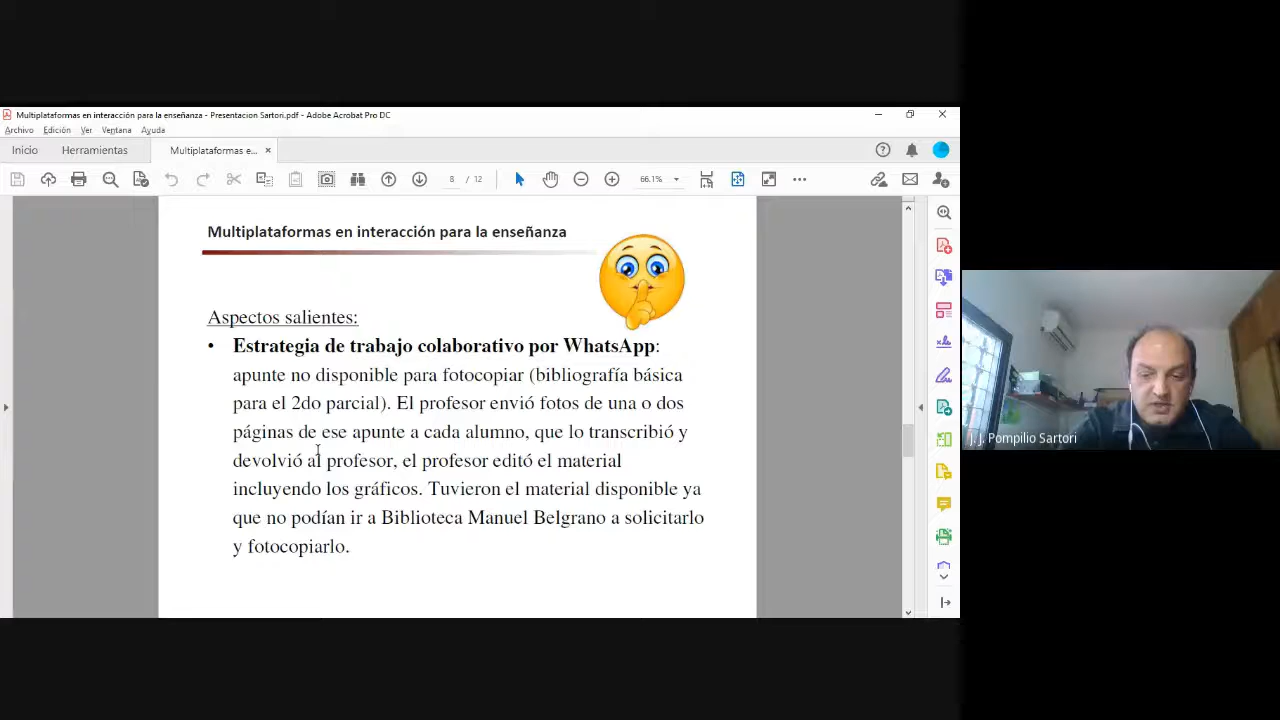 Multiplataformas en interacción para la enseñanza - Presentacion Sartori.pdf - Adobe Acrobat Pro DC
Archivo Edición Ver Ventana Ayuda
Inicio Herramientas Multiplataformas e... ×
8 / 12 66.1%
Multiplataformas en interacción para la enseñanza
Aspectos salientes:
• Estrategia de trabajo colaborativo por WhatsApp:
apunte no disponible para fotocopiar (bibliografía básica
para el 2do parcial). El profesor envió fotos de una o dos
páginas de ese apunte a cada alumno, que lo transcribió y
devolvió al profesor, el profesor editó el material
incluyendo los gráficos. Tuvieron el material disponible ya
que no podían ir a Biblioteca Manuel Belgrano a solicitarlo
y fotocopiarlo.
J. J. Pompilio Sartori